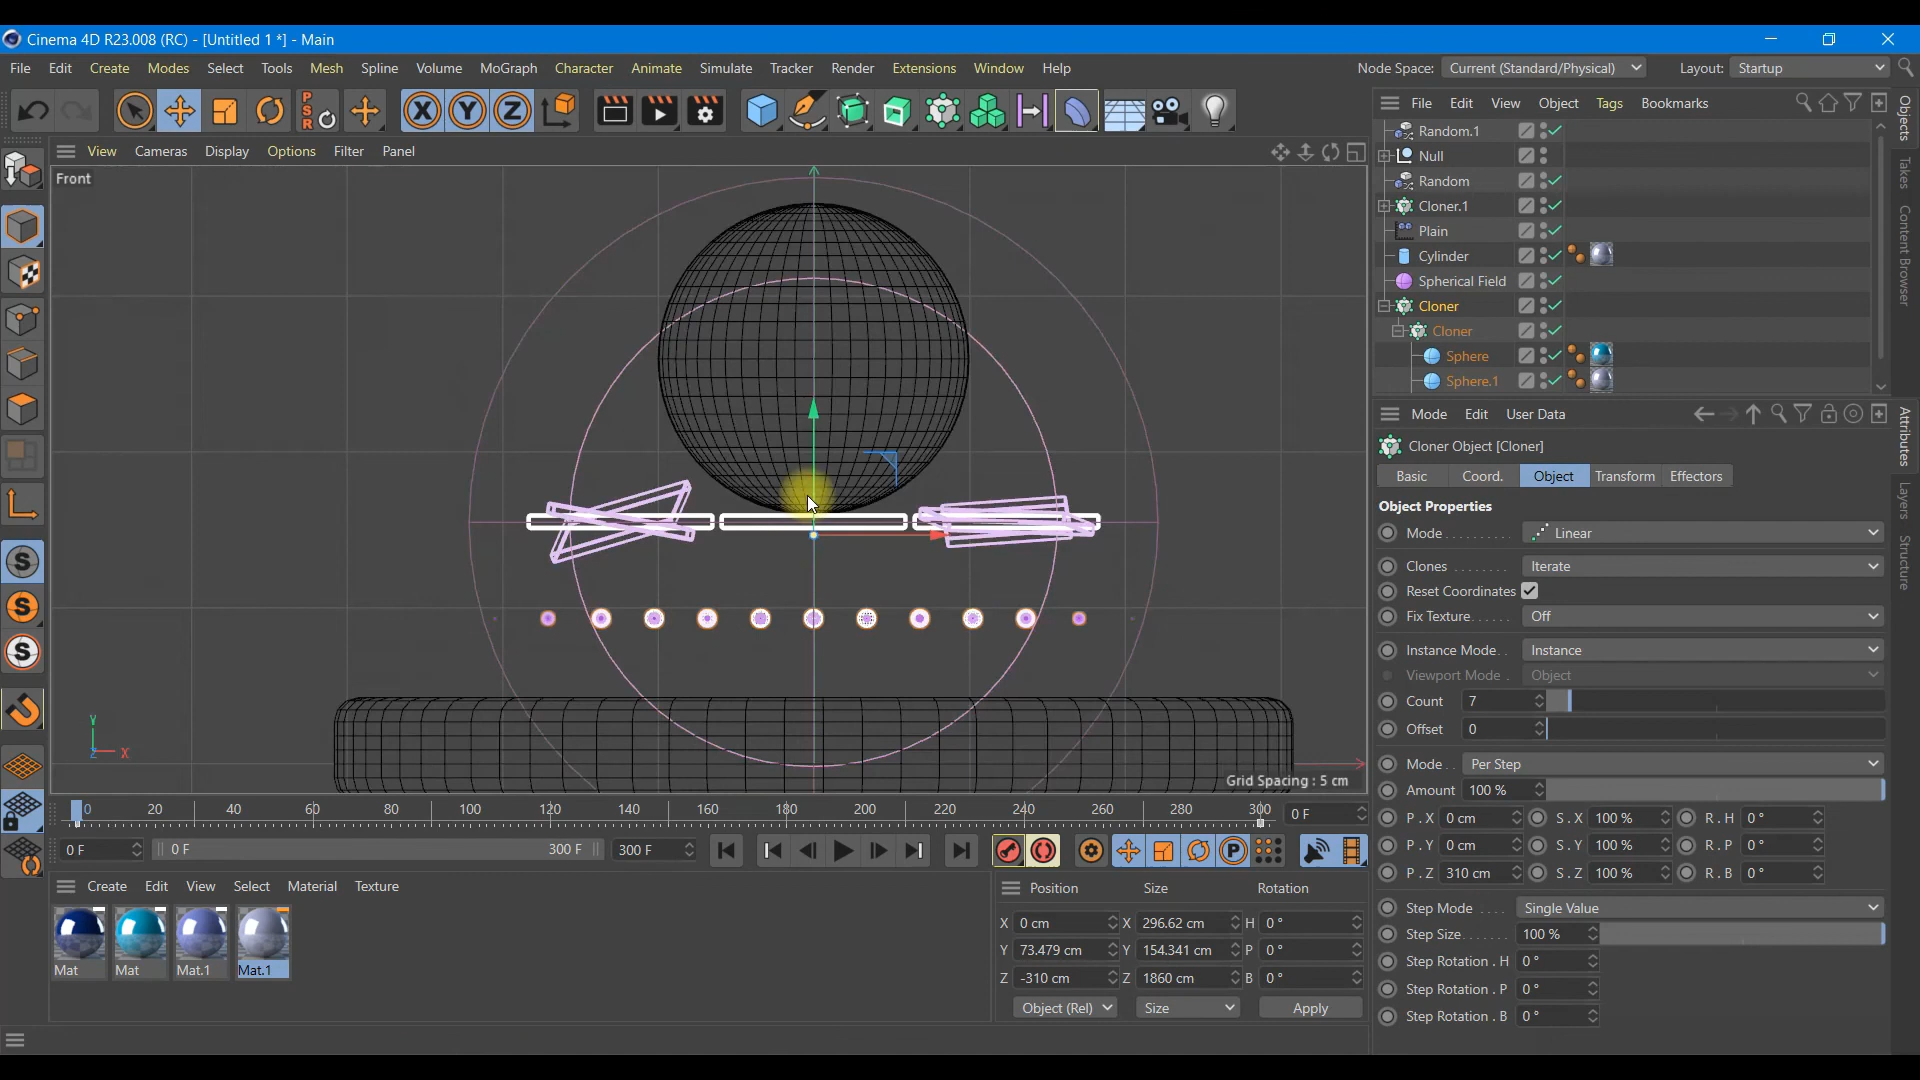 Cinema 4D R23.008 (RC) - [Untitled 1 *] - Main
File Edit Create Modes Select Tools Mesh Spline Volume MoGraph Character Animate Simulate Tracker Render Extensions Window Help
Node Space: Current (Standard/Physical) Layout: Startup
PSR X Y Z
View Cameras Display Options Filter Panel
Front
Y
Z X
Grid Spacing : 5 cm
File Edit View Object Tags Bookmarks
Random.1
Null
Random
Cloner.1
Plain
Cylinder
Spherical Field
Cloner
Cloner
Sphere
Sphere.1
Objects
Takes
Content Browser
Mode Edit User Data
Cloner Object [Cloner]
Basic Coord. Object Transform Effectors
Object Properties
Mode . . . . . . . . . . Linear
Clones . . . . . . . . Iterate
Reset Coordinates
Fix Texture . . . . . . Off
Instance Mode . . Instance
Viewport Mode . Object
Count 7
Offset 0
Mode . . Per Step
Amount 100 %
P . X 0 cm S . X 100 % R . H 0 °
P . Y 0 cm S . Y 100 % R . P 0 °
P . Z 310 cm S . Z 100 % R . B 0 °
Step Mode . . . . Single Value
Step Size . . . . . . . 100 %
Step Rotation . H 0 °
Step Rotation . P 0 °
Step Rotation . B 0 °
Attributes
Layers
Structure
0 20 40 60 80 100 120 140 160 180 200 220 240 260 280 300 0 F
0 F 0 F 300 F 300 F
Create Edit View Select Material Texture
Mat Mat Mat.1 Mat.1
Position Size Rotation
X 0 cm X 296.62 cm H 0 °
Y 73.479 cm Y 154.341 cm P 0 °
Z -310 cm Z 1860 cm B 0 °
Object (Rel) Size Apply